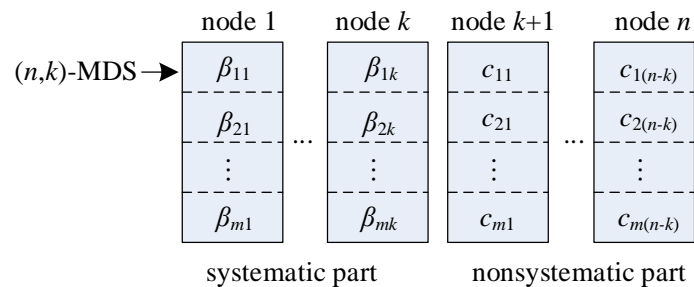 node 1 node k node k+1 node n
(n,k)-MDS β11 β1k c11 c1(n-k)
β21 ... β2k c21 ... c2(n-k)
⋮ ⋮ ⋮ ⋮
βm1 βmk cm1 cm(n-k)
systematic part nonsystematic part